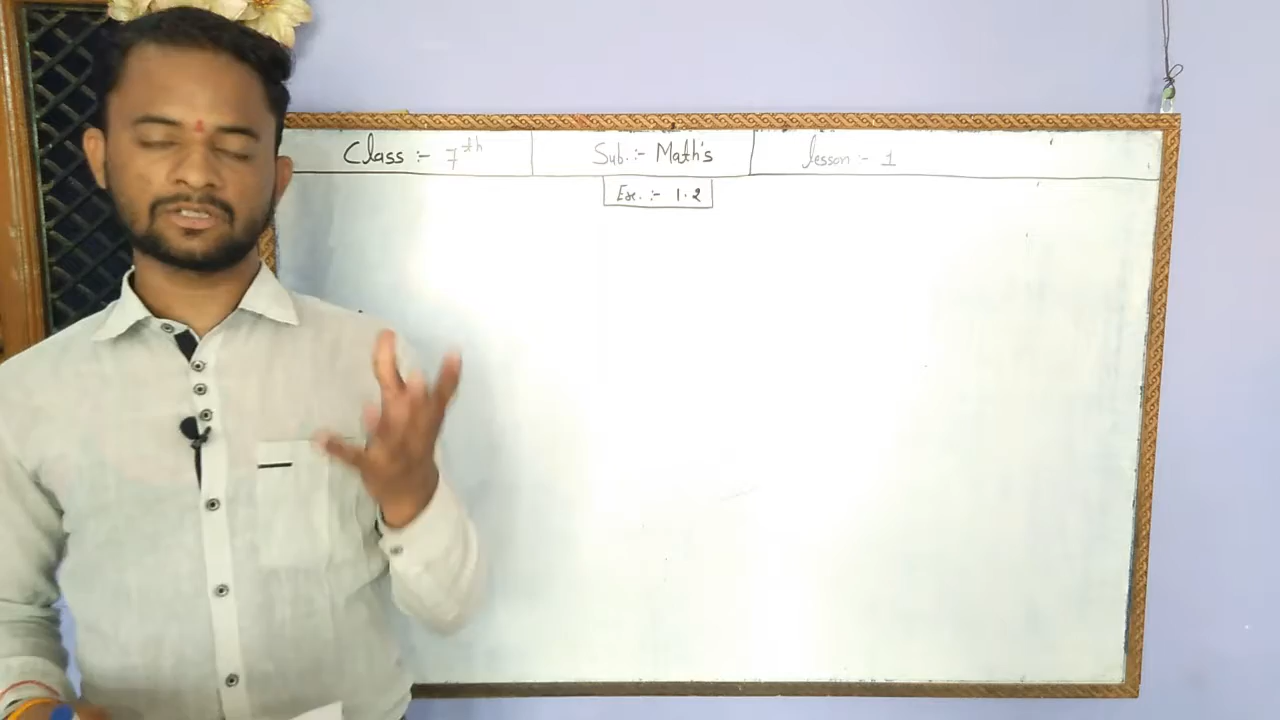 Class :- 7th Sub. :- Math's lesson :- 1
Ex. :- 1.2